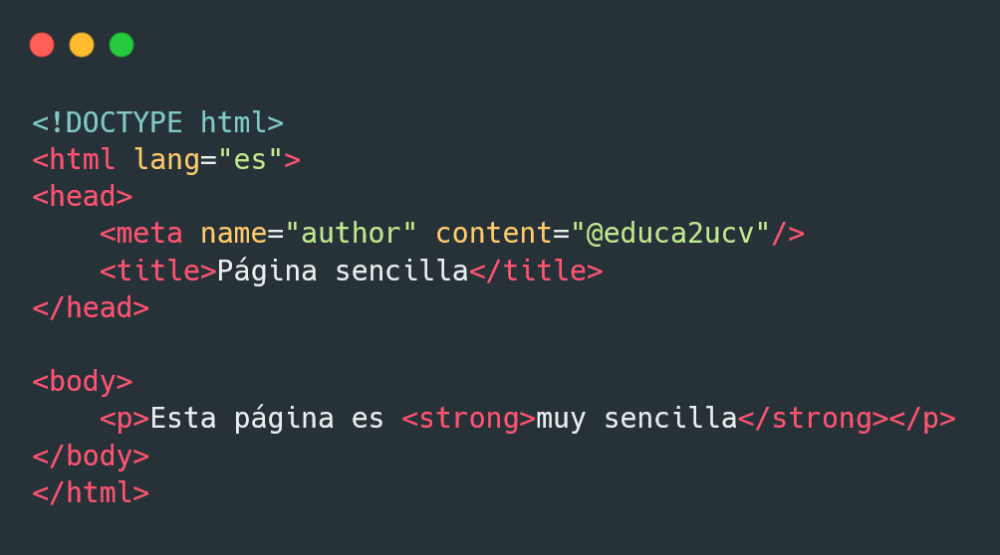 <!DOCTYPE html>
<html lang="es">
<head>
    <meta name="author" content="@educa2ucv"/>
    <title>Página sencilla</title>
</head>

<body>
    <p>Esta página es <strong>muy sencilla</strong></p>
</body>
</html>